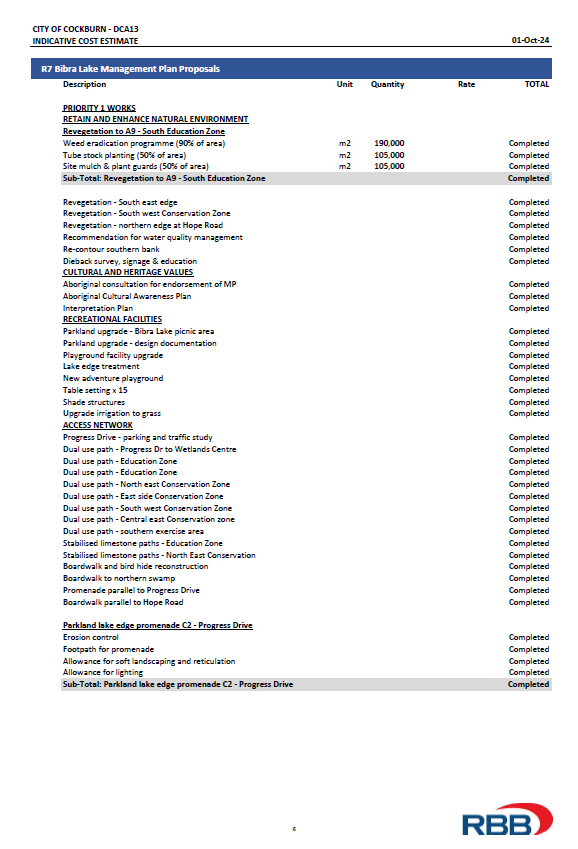 CITY OF COCKBURN - DCA13
INDICATIVE COST ESTIMATE 01-Oct-24
R7 Bibra Lake Management Plan Proposals
Description Unit Quantity Rate TOTAL
PRIORITY 1 WORKS
RETAIN AND ENHANCE NATURAL ENVIRONMENT
Revegetation to A9 - South Education Zone
Weed eradication programme (90% of area) m2 190,000 Completed
Tube stock planting (50% of area) m2 105,000 Completed
Site mulch & plant guards (50% of area) m2 105,000 Completed
Sub-Total: Revegetation to A9 - South Education Zone Completed
Revegetation - South east edge Completed
Revegetation - South west Conservation Zone Completed
Revegetation - northern edge at Hope Road Completed
Recommendation for water quality management Completed
Re-contour southern bank Completed
Dieback survey, signage & education Completed
CULTURAL AND HERITAGE VALUES
Aboriginal consultation for endorsement of MP Completed
Aboriginal Cultural Awareness Plan Completed
Interpretation Plan Completed
RECREATIONAL FACILITIES
Parkland upgrade - Bibra Lake picnic area Completed
Parkland upgrade - design documentation Completed
Playground facility upgrade Completed
Lake edge treatment Completed
New adventure playground Completed
Table setting x 15 Completed
Shade structures Completed
Upgrade irrigation to grass Completed
ACCESS NETWORK
Progress Drive - parking and traffic study Completed
Dual use path - Progress Dr to Wetlands Centre Completed
Dual use path - Education Zone Completed
Dual use path - Education Zone Completed
Dual use path - North east Conservation Zone Completed
Dual use path - East side Conservation Zone Completed
Dual use path - South west Conservation Zone Completed
Dual use path - Central east Conservation zone Completed
Dual use path - southern exercise area Completed
Stabilised limestone paths - Education Zone Completed
Stabilised limestone paths - North East Conservation Completed
Boardwalk and bird hide reconstruction Completed
Boardwalk to northern swamp Completed
Promenade parallel to Progress Drive Completed
Boardwalk parallel to Hope Road Completed
Parkland lake edge promenade C2 - Progress Drive
Erosion control Completed
Footpath for promenade Completed
Allowance for soft landscaping and reticulation Completed
Allowance for lighting Completed
Sub-Total: Parkland lake edge promenade C2 - Progress Drive Completed
6
RBB